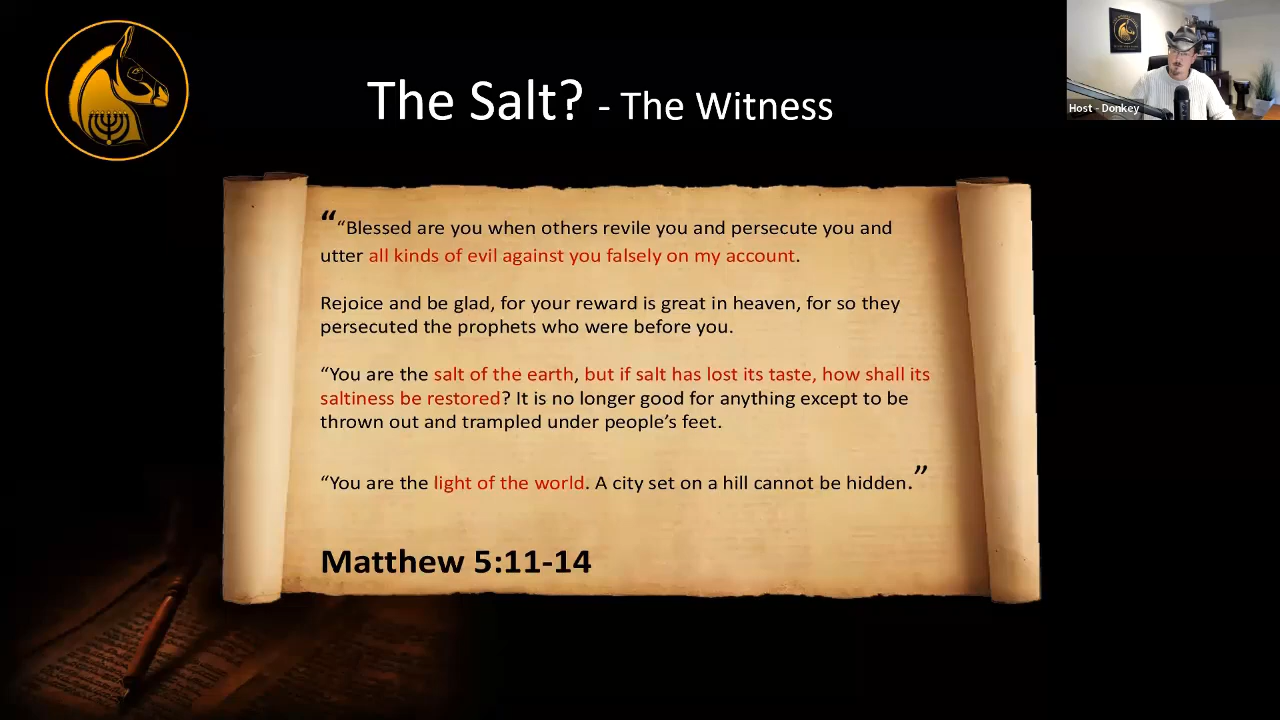 The Salt? - The Witness
Host - Donkey
““Blessed are you when others revile you and persecute you and
utter all kinds of evil against you falsely on my account.
Rejoice and be glad, for your reward is great in heaven, for so they
persecuted the prophets who were before you.
“You are the salt of the earth, but if salt has lost its taste, how shall its
saltiness be restored? It is no longer good for anything except to be
thrown out and trampled under people’s feet.
“You are the light of the world. A city set on a hill cannot be hidden.”
Matthew 5:11-14